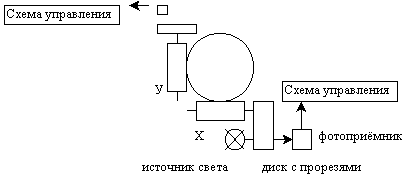 Схема управления
У
Схема управления
Х
фотоприёмник
источник света
диск с прорезями